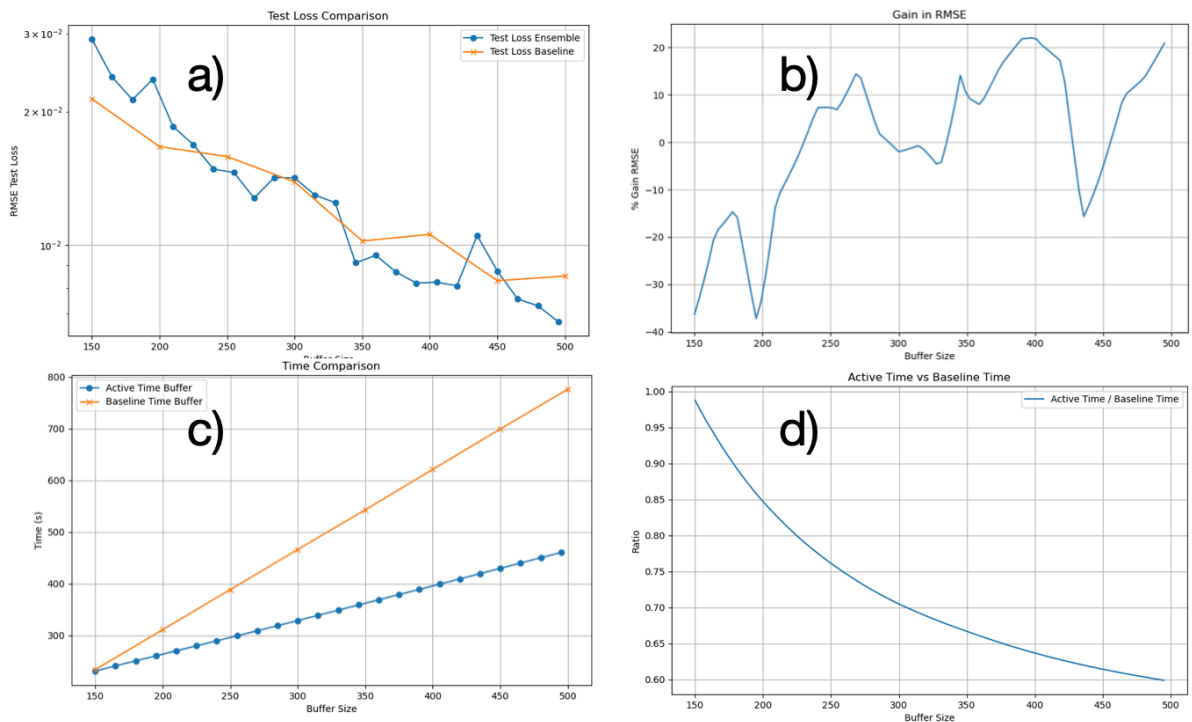 Test Loss Comparison
3 × 10⁻²
2 × 10⁻²
10⁻²
RMSE Test Loss
Test Loss Ensemble
Test Loss Baseline
a)
150 200 250 300 350 400 450 500
Buffer Size
Gain in RMSE
20
10
0
−10
−20
−30
−40
% Gain RMSE
b)
150 200 250 300 350 400 450 500
Buffer Size
Time Comparison
800
700
600
500
400
300
Time (s)
Active Time Buffer
Baseline Time Buffer
c)
150 200 250 300 350 400 450 500
Buffer Size
Active Time vs Baseline Time
1.00
0.95
0.90
0.85
0.80
0.75
0.70
0.65
0.60
Ratio
Active Time / Baseline Time
d)
150 200 250 300 350 400 450 500
Buffer Size